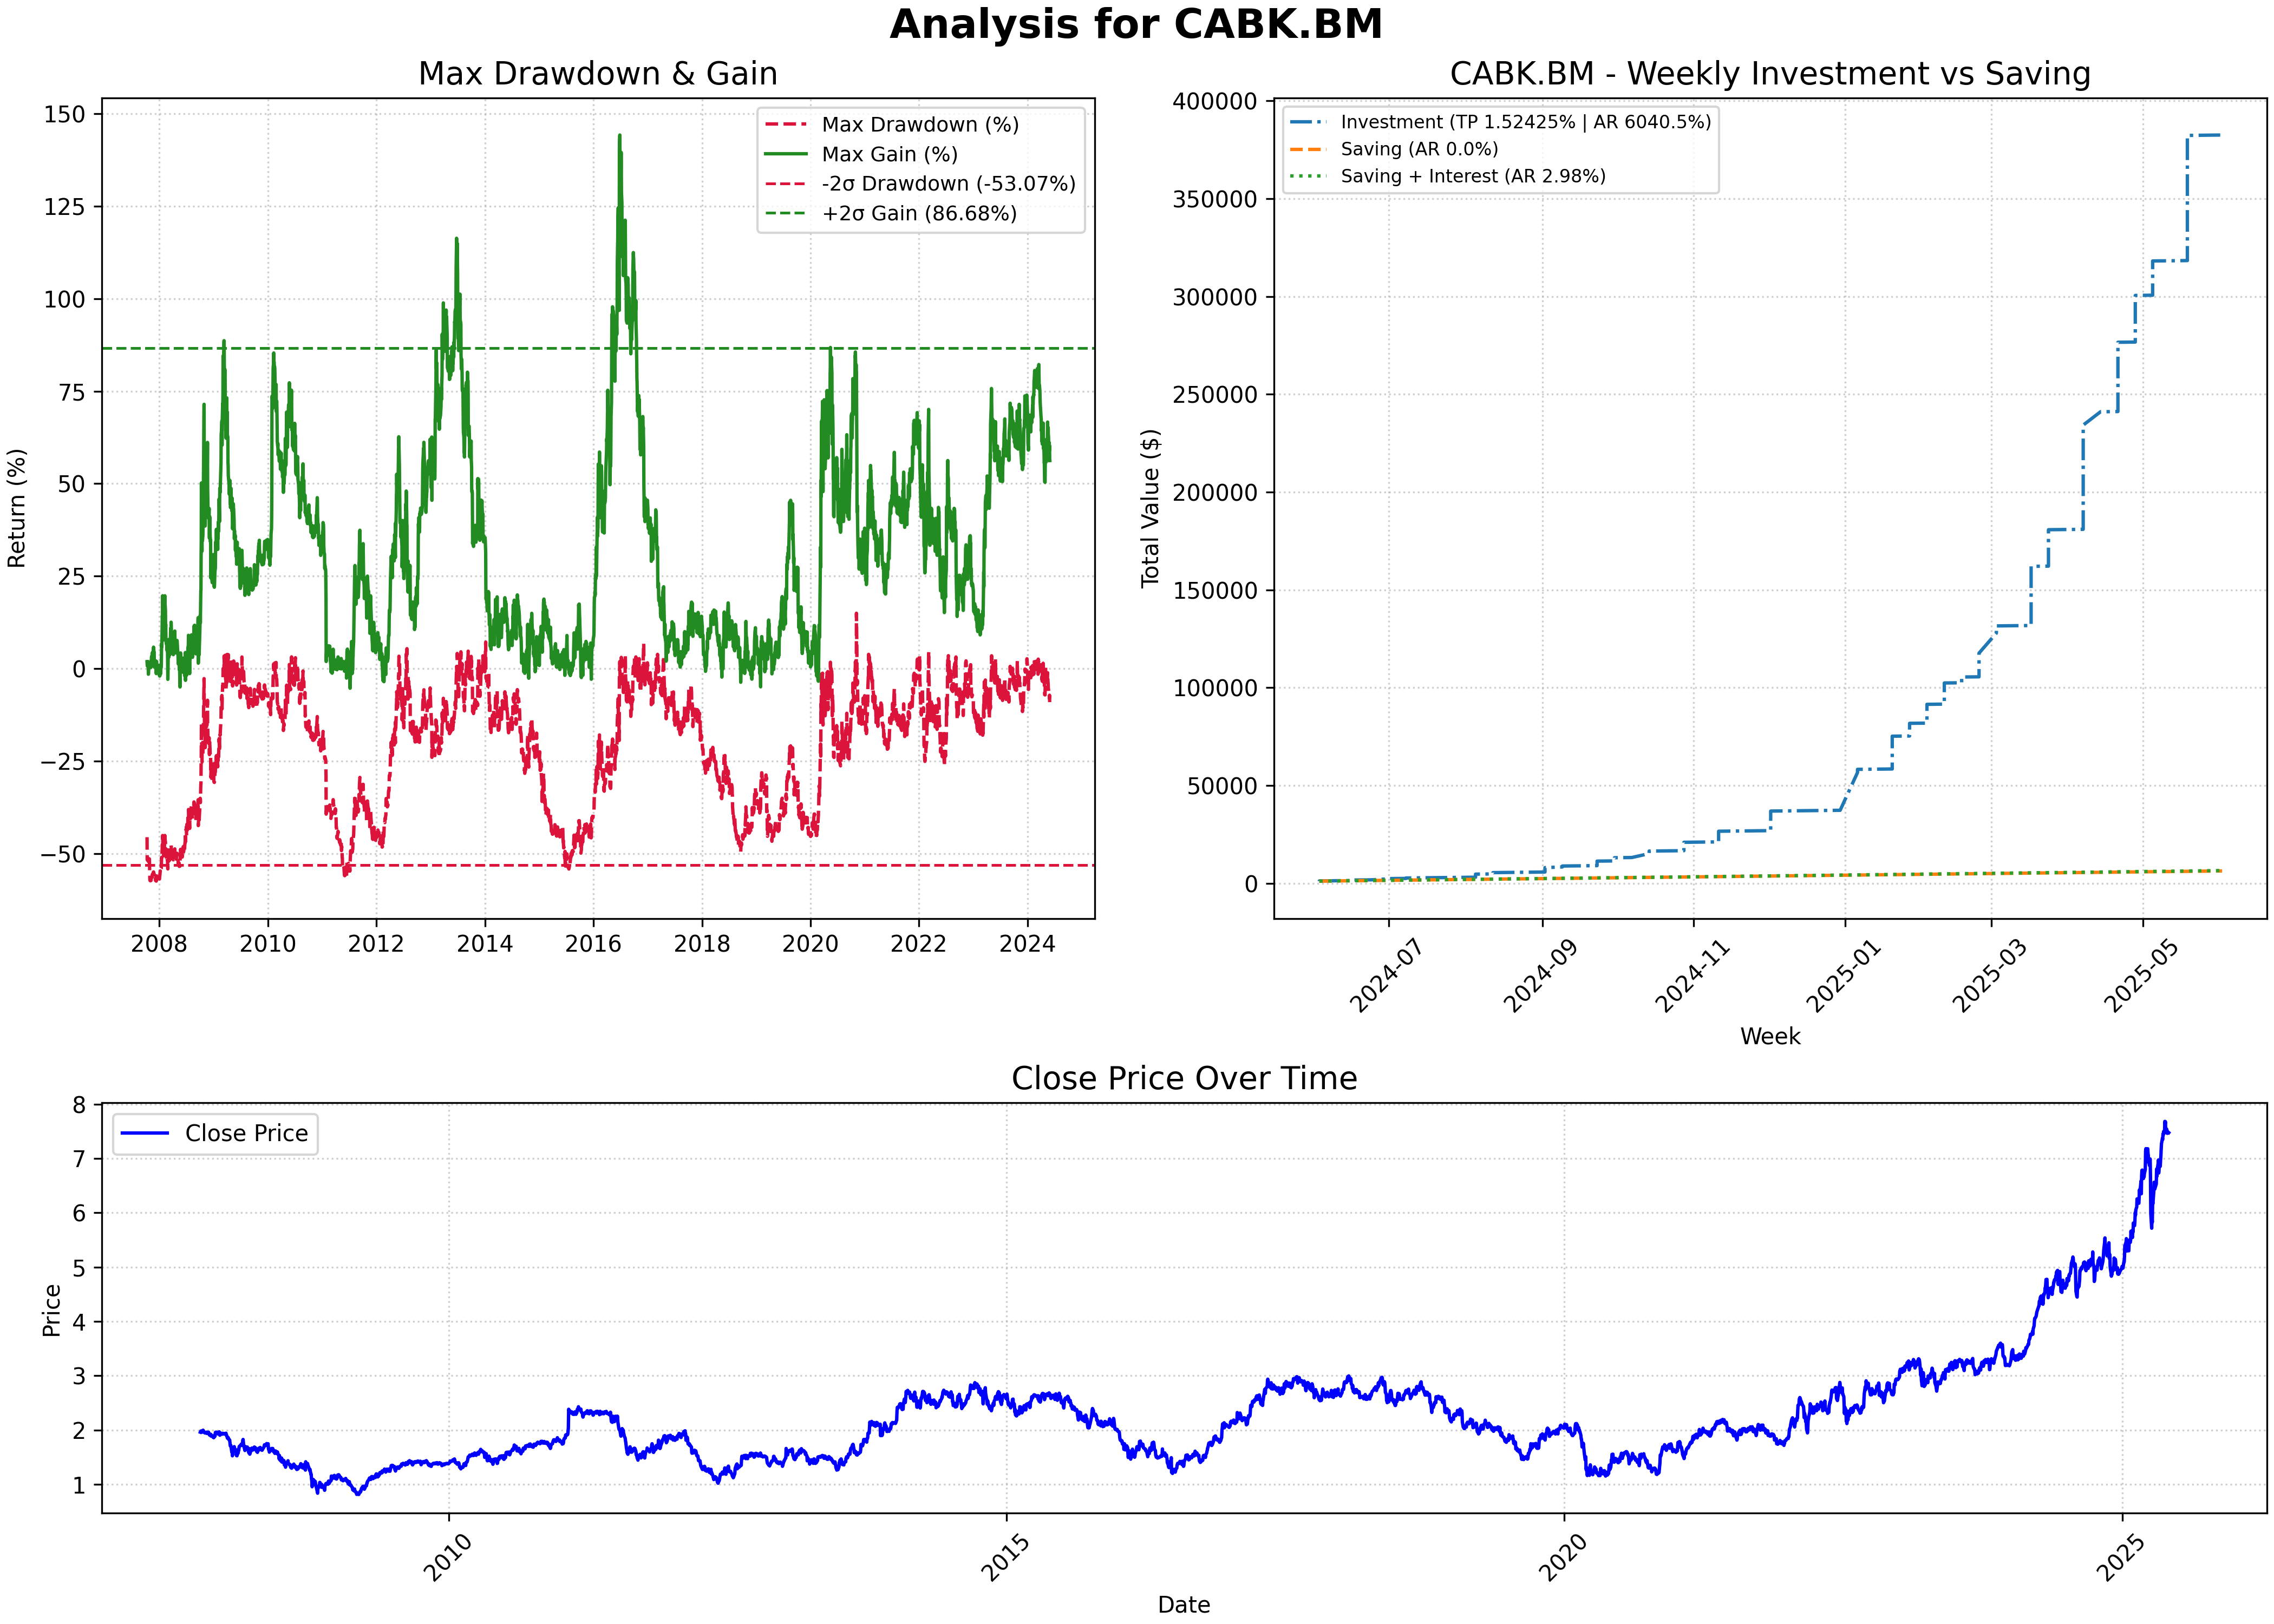 Analysis for CABK.BM
Max Drawdown & Gain
Return (%)
150
125
100
75
50
25
0
−25
−50
2008
2010
2012
2014
2016
2018
2020
2022
2024
Max Drawdown (%)
Max Gain (%)
-2σ Drawdown (-53.07%)
+2σ Gain (86.68%)
CABK.BM - Weekly Investment vs Saving
Total Value ($)
400000
350000
300000
250000
200000
150000
100000
50000
0
Investment (TP 1.52425% | AR 6040.5%)
Saving (AR 0.0%)
Saving + Interest (AR 2.98%)
2024-07
2024-09
2024-11
2025-01
2025-03
2025-05
Week
Close Price Over Time
Price
8
7
6
5
4
3
2
1
Close Price
2010
2015
2020
2025
Date